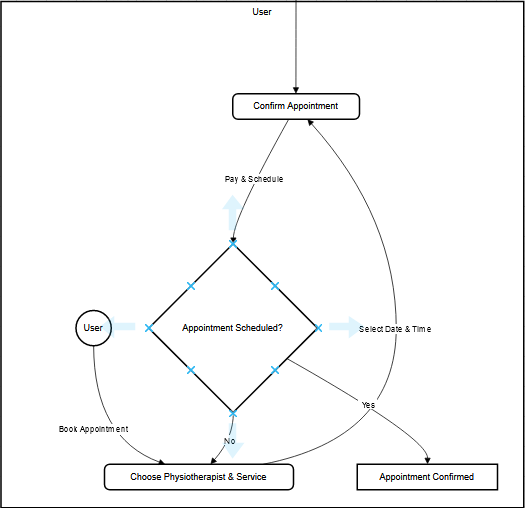 User
Confirm Appointment
Pay & Schedule
User
Appointment Scheduled?
Select Date & Time
Yes
Book Appointment
No
Choose Physiotherapist & Service
Appointment Confirmed